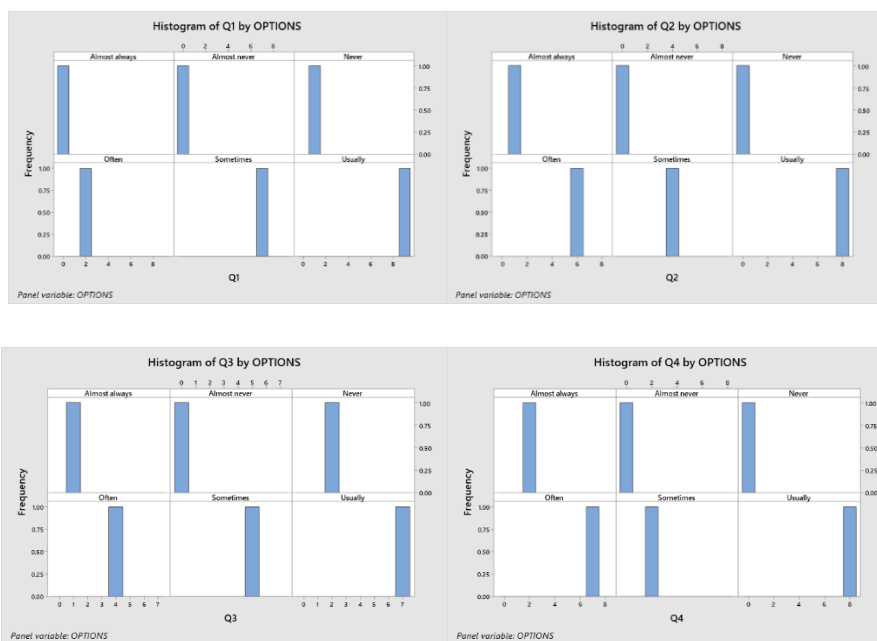 Histogram of Q1 by OPTIONS
0 2 4 6 8
Almost always Almost never Never
1.00
0.75
0.50
0.25
0.00
Often Sometimes Usually
1.00
0.75
0.50
0.25
0.00
0 2 4 6 8 0 2 4 6 8
Frequency
Q1
Panel variable: OPTIONS
Histogram of Q2 by OPTIONS
0 2 4 6 8
Almost always Almost never Never
1.00
0.75
0.50
0.25
0.00
Often Sometimes Usually
1.00
0.75
0.50
0.25
0.00
0 2 4 6 8 0 2 4 6 8
Frequency
Q2
Panel variable: OPTIONS
Histogram of Q3 by OPTIONS
0 1 2 3 4 5 6 7
Almost always Almost never Never
1.00
0.75
0.50
0.25
0.00
Often Sometimes Usually
1.00
0.75
0.50
0.25
0.00
0 1 2 3 4 5 6 7 0 1 2 3 4 5 6 7
Frequency
Q3
Panel variable: OPTIONS
Histogram of Q4 by OPTIONS
0 2 4 6 8
Almost always Almost never Never
1.00
0.75
0.50
0.25
0.00
Often Sometimes Usually
1.00
0.75
0.50
0.25
0.00
0 2 4 6 8 0 2 4 6 8
Frequency
Q4
Panel variable: OPTIONS